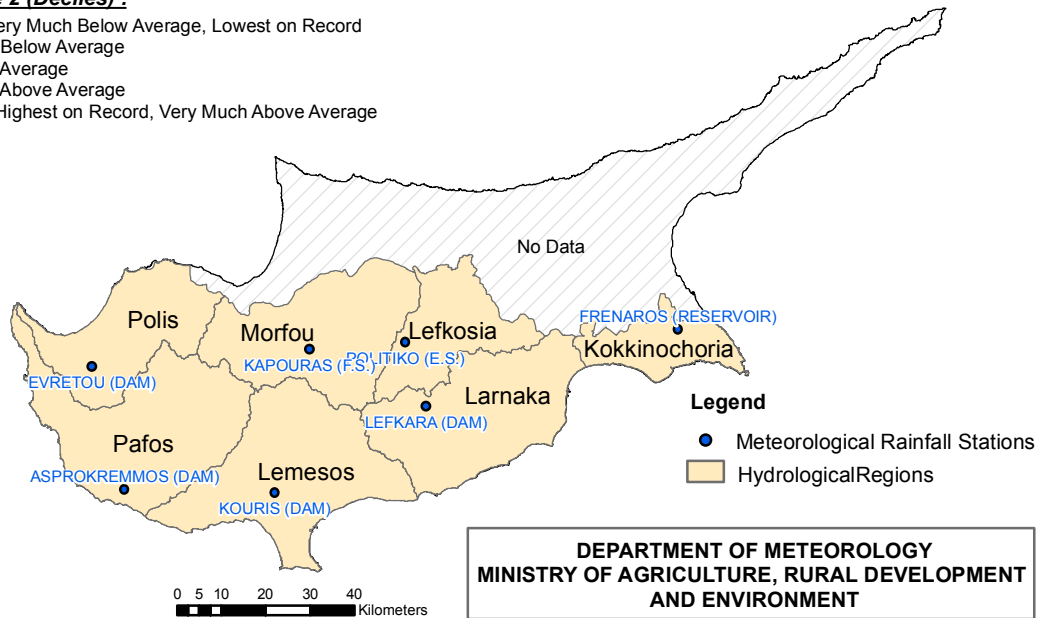 2 (Deciles) :
ery Much Below Average, Lowest on Record
Below Average
Average
Above Average
Highest on Record, Very Much Above Average
No Data
FRENAROS (RESERVOIR)
Polis
Morfou
Lefkosia
Kokkinochoria
KAPOURAS (F.S.)
POLITIKO (E.S.)
EVRETOU (DAM)
Larnaka
LEFKARA (DAM)
Pafos
Lemesos
ASPROKREMMOS (DAM)
KOURIS (DAM)
Legend
Meteorological Rainfall Stations
HydrologicalRegions
DEPARTMENT OF METEOROLOGY
MINISTRY OF AGRICULTURE, RURAL DEVELOPMENT
AND ENVIRONMENT
0 5 10 20 30 40
Kilometers